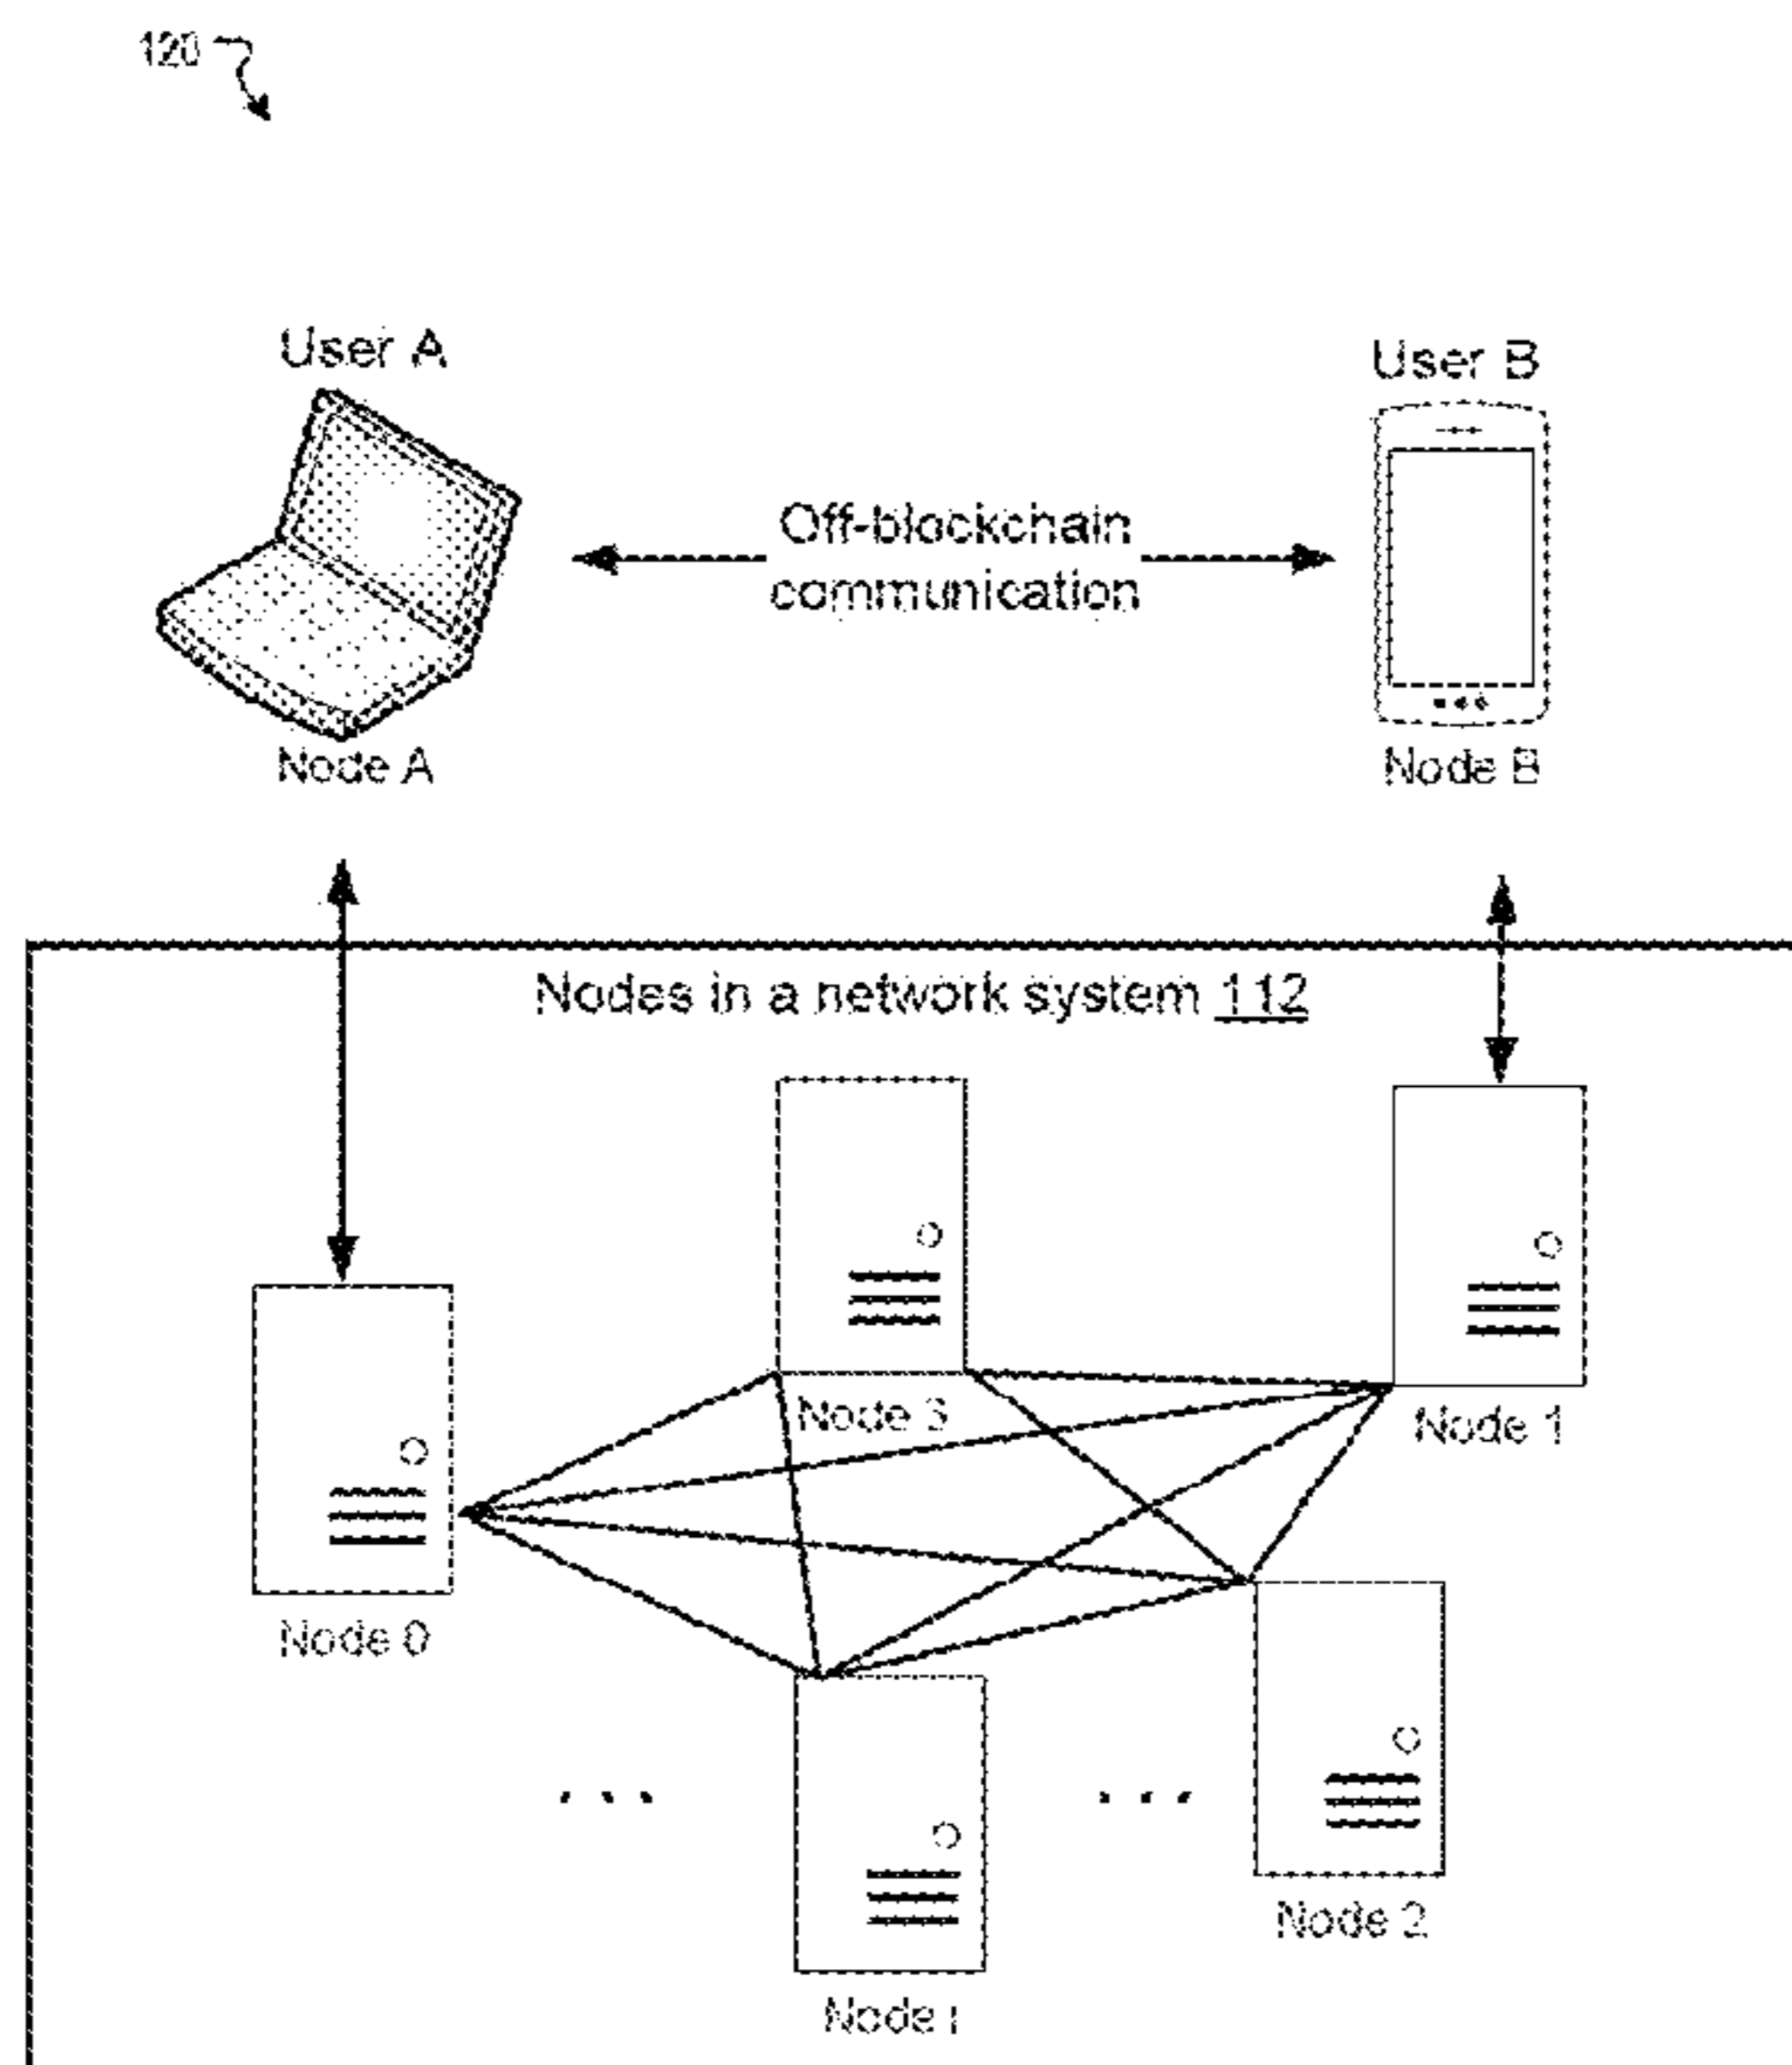 120
User A
User B
Off-blockchain
communication
Node A
Node B
Nodes in a network system 112
Node 3
Node 1
Node 0
... ...
Node 2
Node i